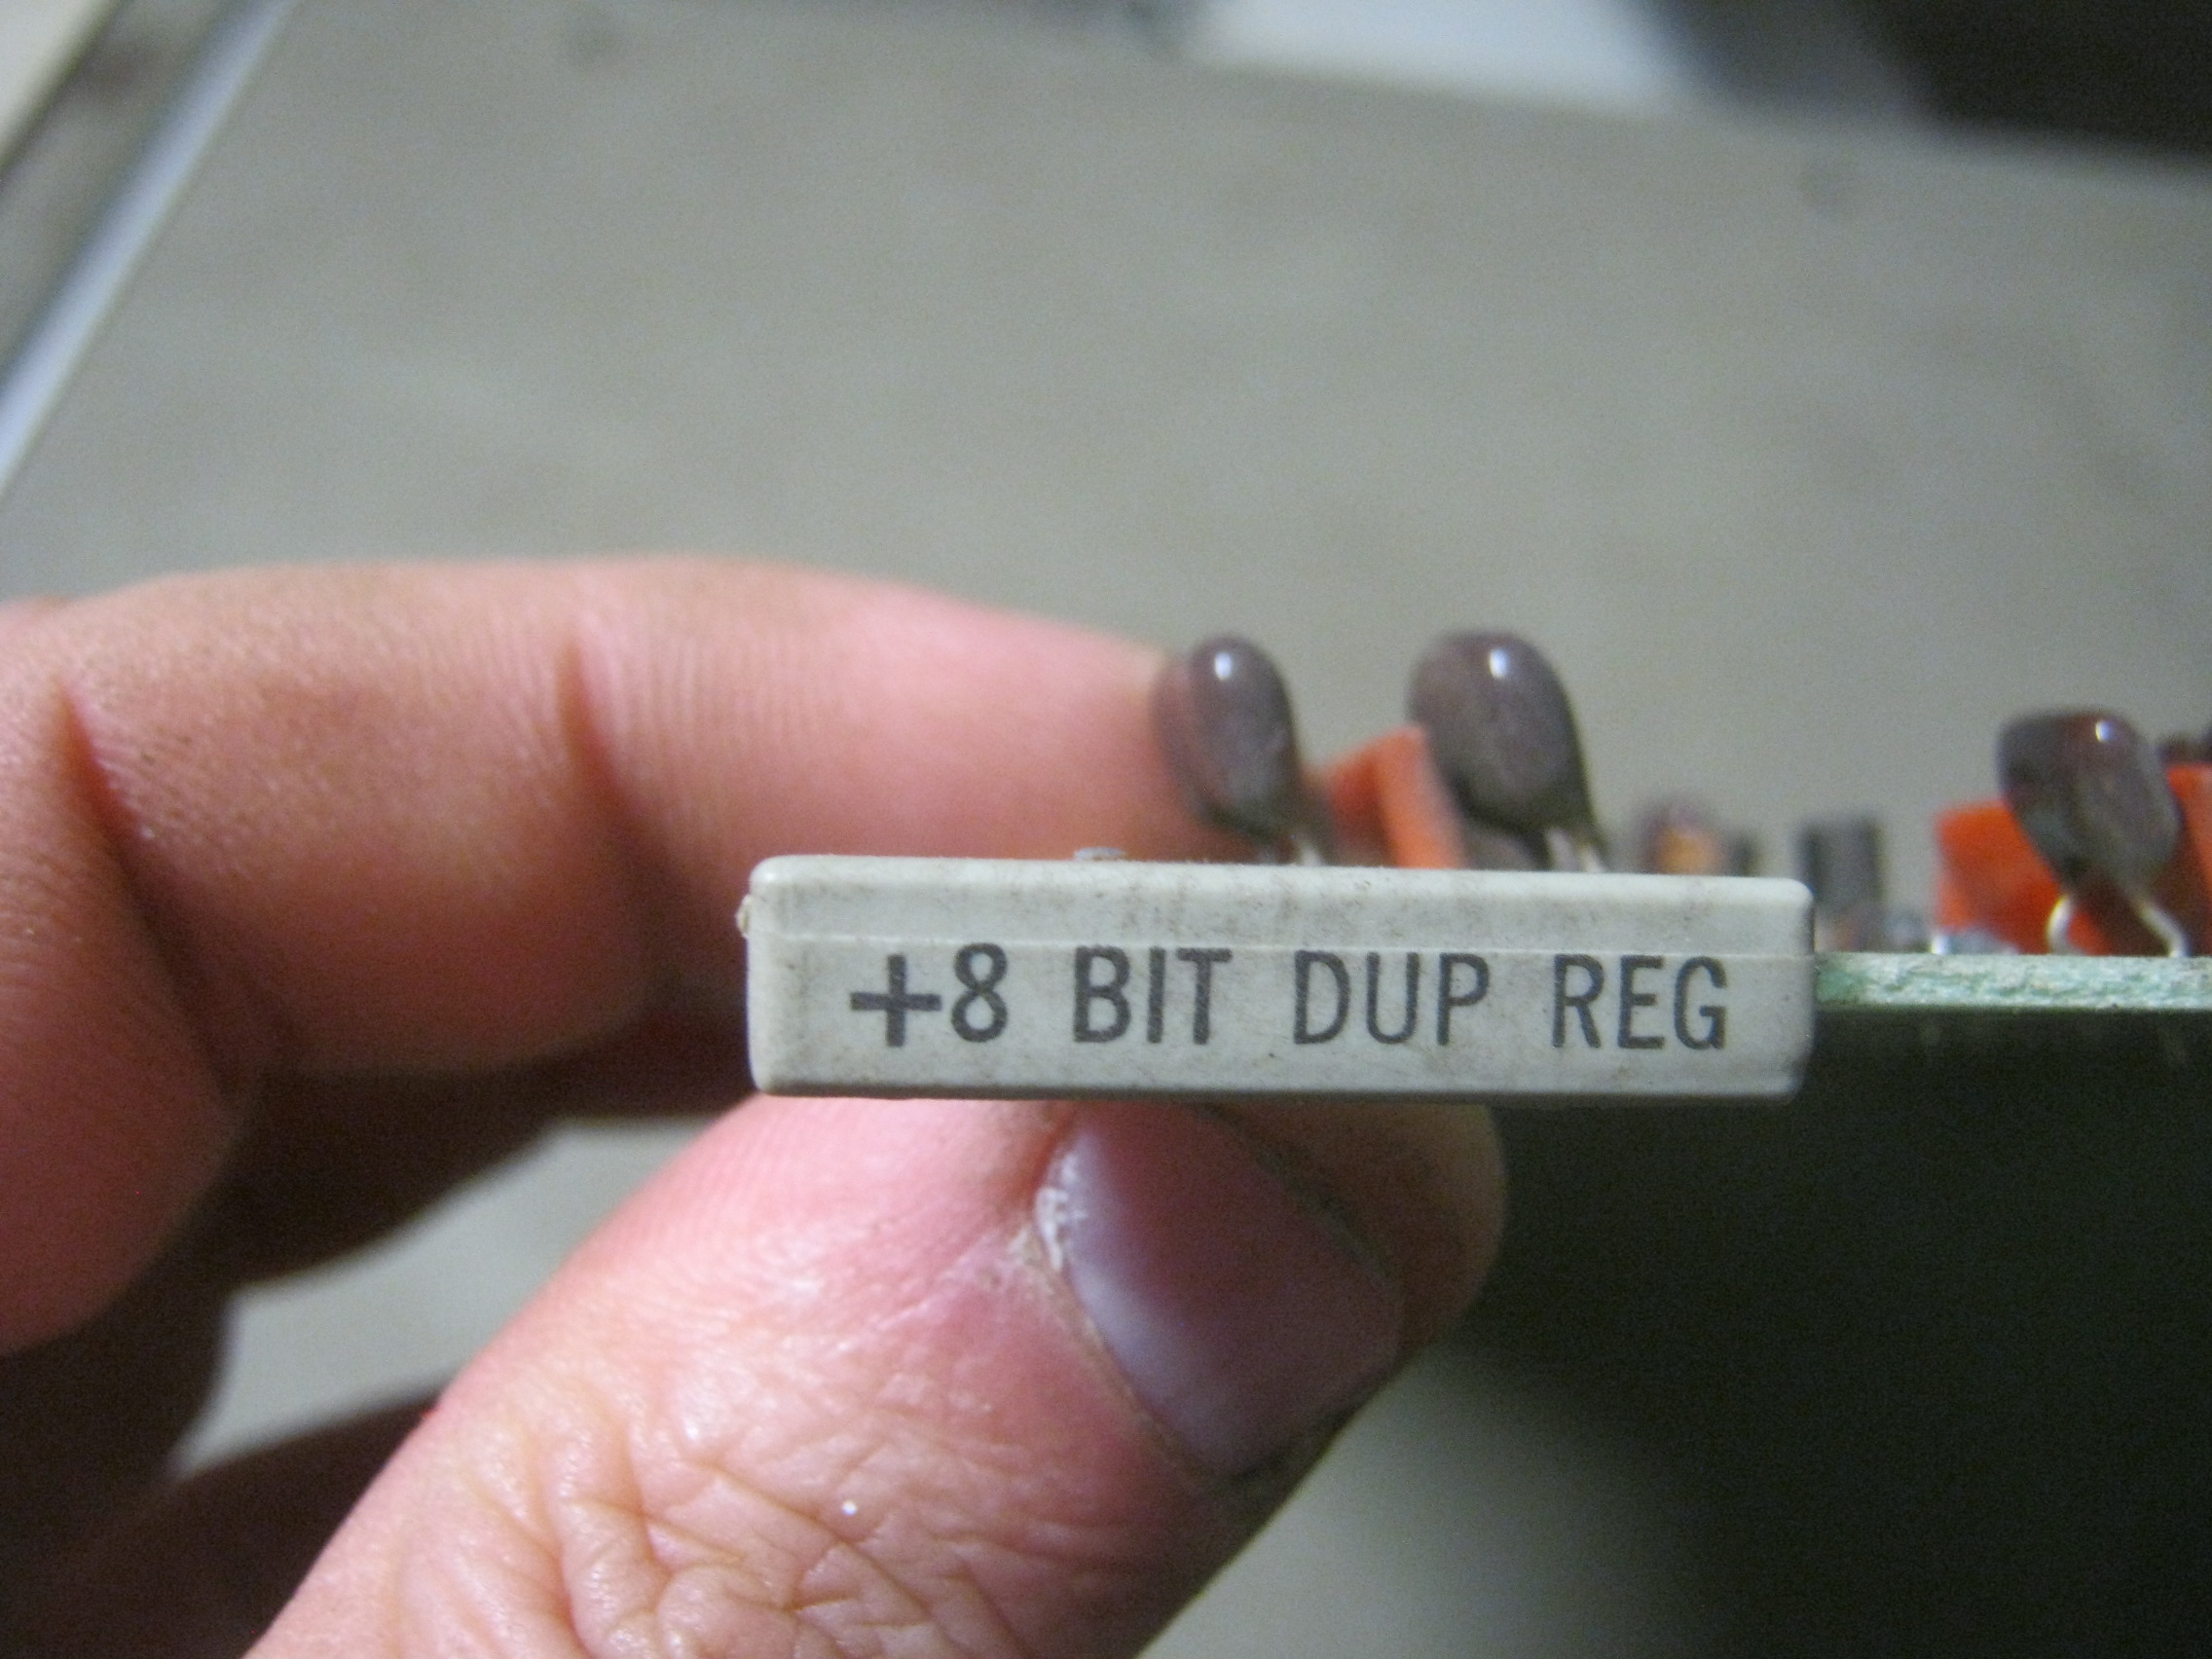 +8 BIT DUP REG